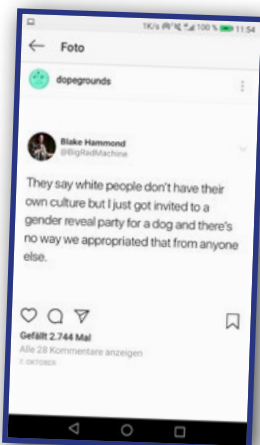 1K/s 100 % 11:54
Foto
dopegrounds
Blake Hammond
@BigRadMachine
They say white people don't have their
own culture but I just got invited to a
gender reveal party for a dog and there's
no way we appropriated that from anyone
else.
Gefällt 2.744 Mal
Alle 28 Kommentare anzeigen
7. OKTOBER